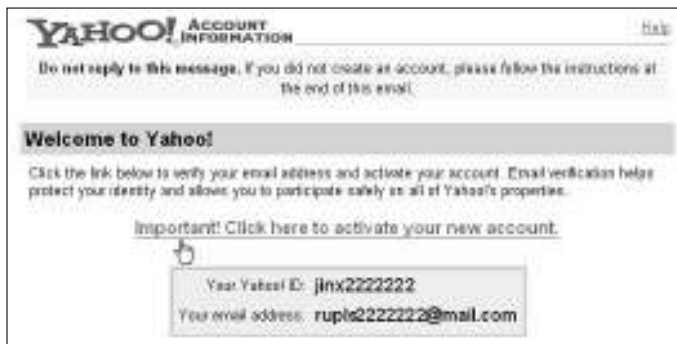 YAHOO! ACCOUNT INFORMATION Help
Do not reply to this message. If you did not create an account, please follow the instructions at
the end of this email.
Welcome to Yahoo!
Click the link below to verify your email address and activate your account. Email verification helps
protect your identity and allows you to participate safely on all of Yahoo!'s properties.
Important! Click here to activate your new account.
Your Yahoo! ID: jinx2222222
Your email address: rupls2222222@mail.com